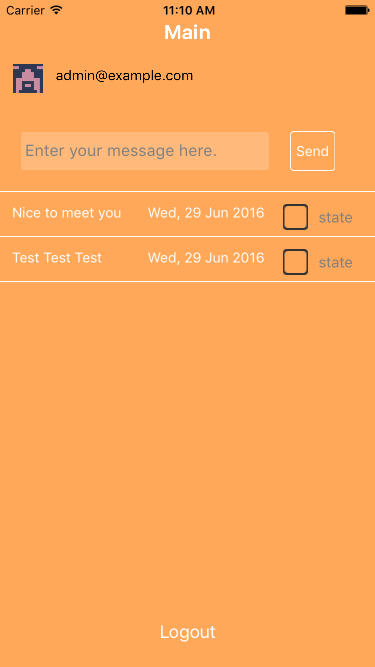 Carrier 11:10 AM
Main
admin@example.com
Enter your message here. Send
Nice to meet you Wed, 29 Jun 2016 state
Test Test Test Wed, 29 Jun 2016 state
Logout